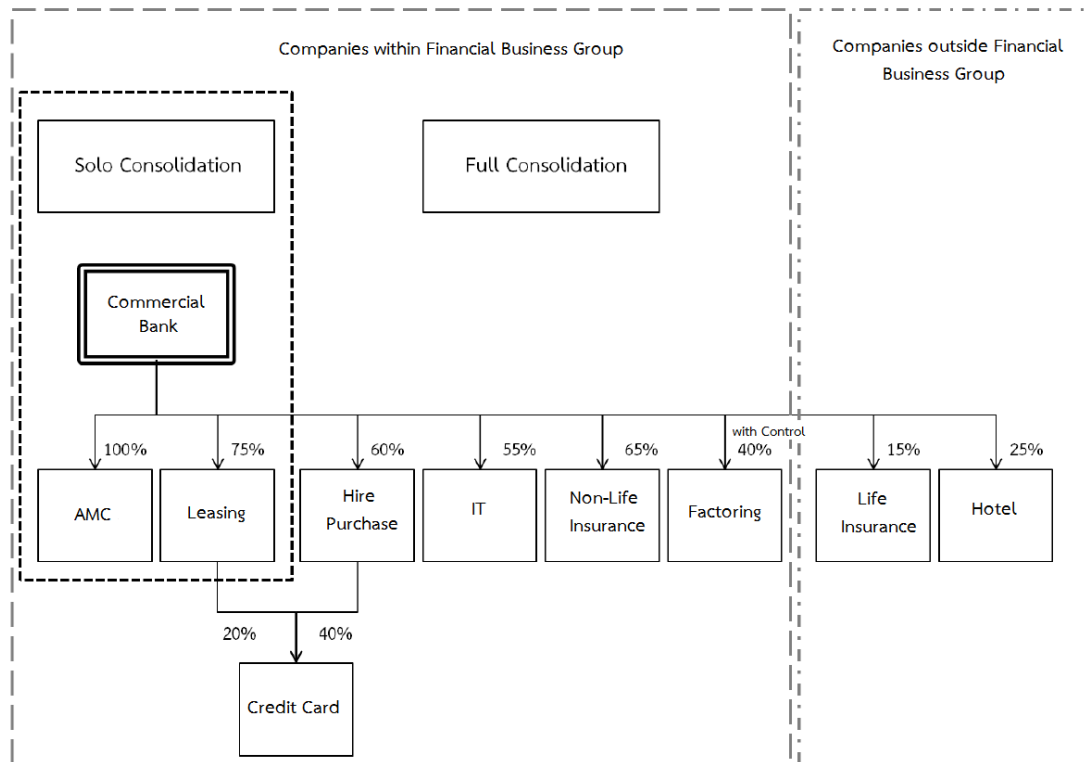 Companies within Financial Business Group
Companies outside Financial
Business Group
Solo Consolidation
Full Consolidation
Commercial
Bank
with Control
100%
75%
60%
55%
65%
40%
15%
25%
AMC
Leasing
Hire
Purchase
IT
Non-Life
Insurance
Factoring
Life
Insurance
Hotel
20%
40%
Credit Card